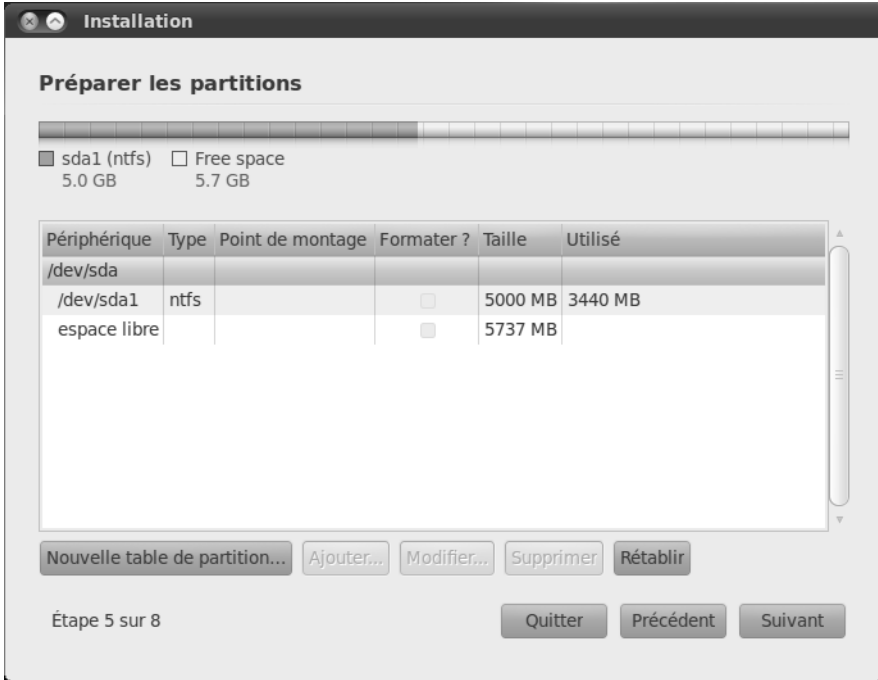 Installation
Préparer les partitions
sda1 (ntfs) Free space
5.0 GB 5.7 GB
Périphérique Type Point de montage Formater ? Taille Utilisé
/dev/sda
/dev/sda1 ntfs 5000 MB 3440 MB
espace libre 5737 MB
Nouvelle table de partition... Ajouter... Modifier... Supprimer Rétablir
Étape 5 sur 8 Quitter Précédent Suivant